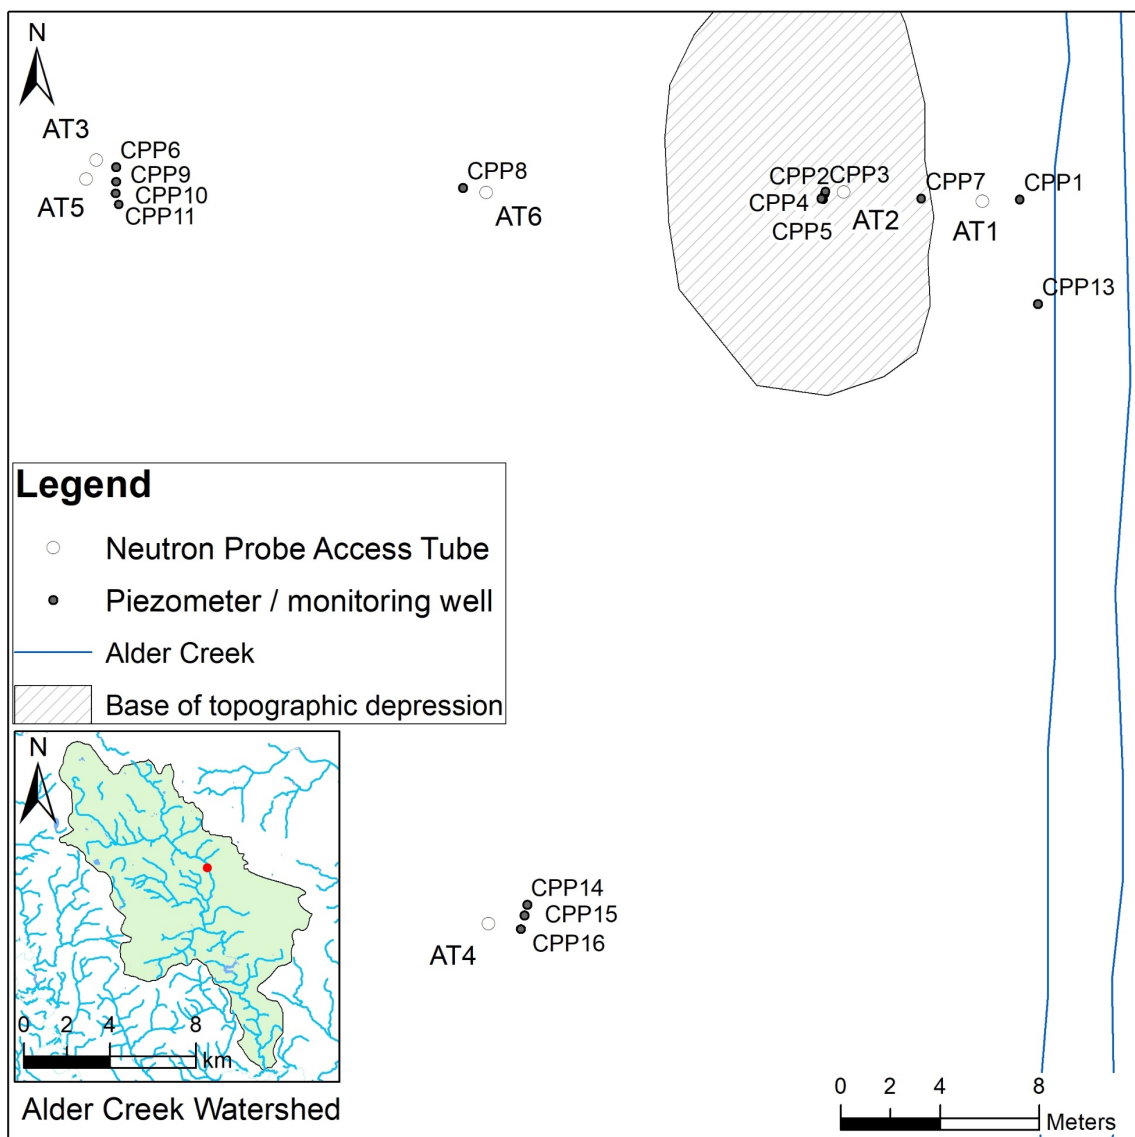 N
AT3
CPP6
CPP9
AT5
CPP10
CPP11
CPP8
AT6
CPP2 CPP3
CPP4
CPP5
AT2
CPP7
AT1
CPP1
CPP13
Legend
Neutron Probe Access Tube
Piezometer / monitoring well
Alder Creek
Base of topographic depression
N
0 2 4 8
km
Alder Creek Watershed
CPP14
CPP15
CPP16
AT4
0 2 4 8
Meters